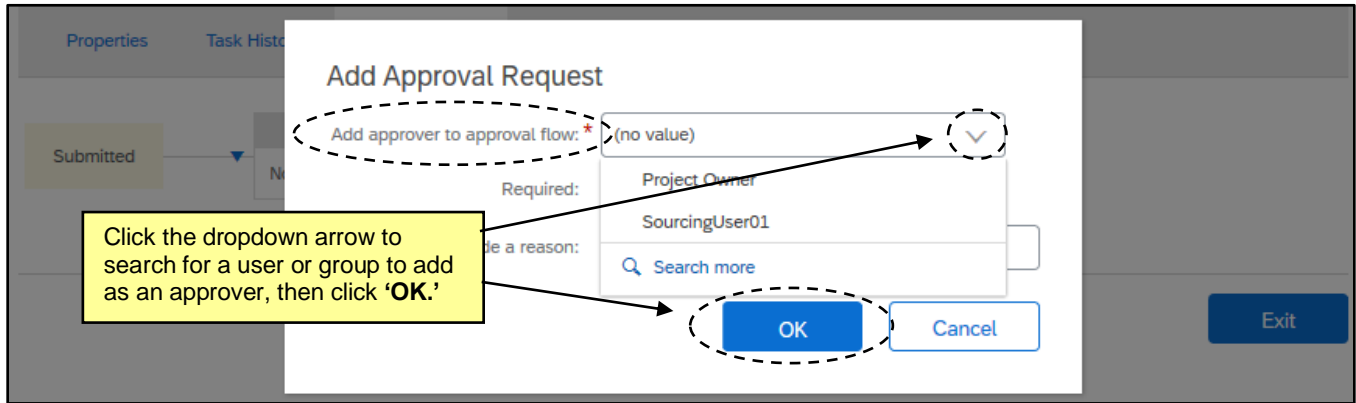 Properties Task Histo
Add Approval Request
Add approver to approval flow: * (no value)
Submitted
Required:
Project Owner
SourcingUser01
de a reason:
Search more
Click the dropdown arrow to
search for a user or group to add
as an approver, then click ‘OK.’
OK Cancel
Exit